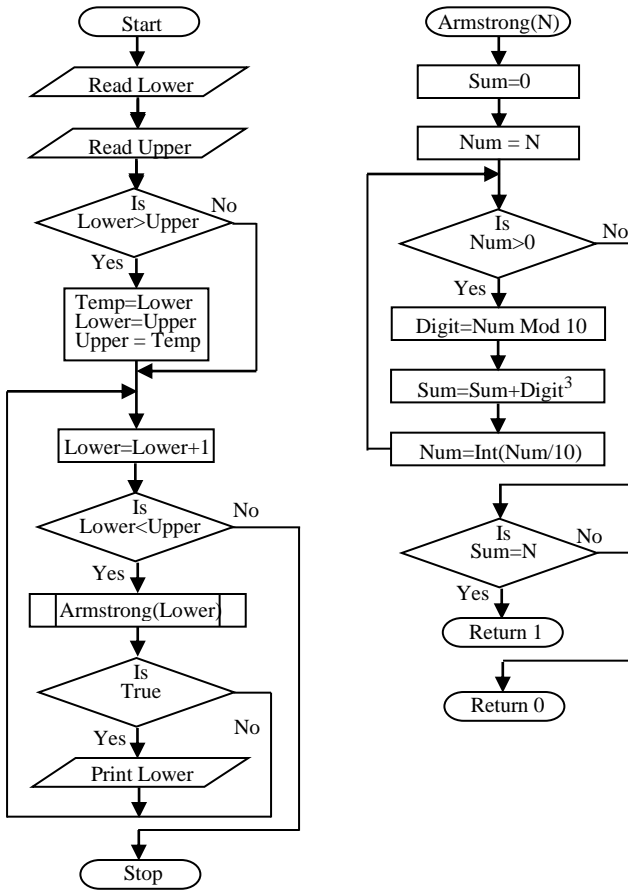 Start
Read Lower
Read Upper
Is
Lower>Upper
No
Yes
Temp=Lower
Lower=Upper
Upper = Temp
Lower=Lower+1
Is
Lower<Upper
No
Yes
Armstrong(Lower)
Is
True
No
Yes
Print Lower
Stop
Armstrong(N)
Sum=0
Num = N
Is
Num>0
No
Yes
Digit=Num Mod 10
Sum=Sum+Digit³
Num=Int(Num/10)
Is
Sum=N
No
Yes
Return 1
Return 0